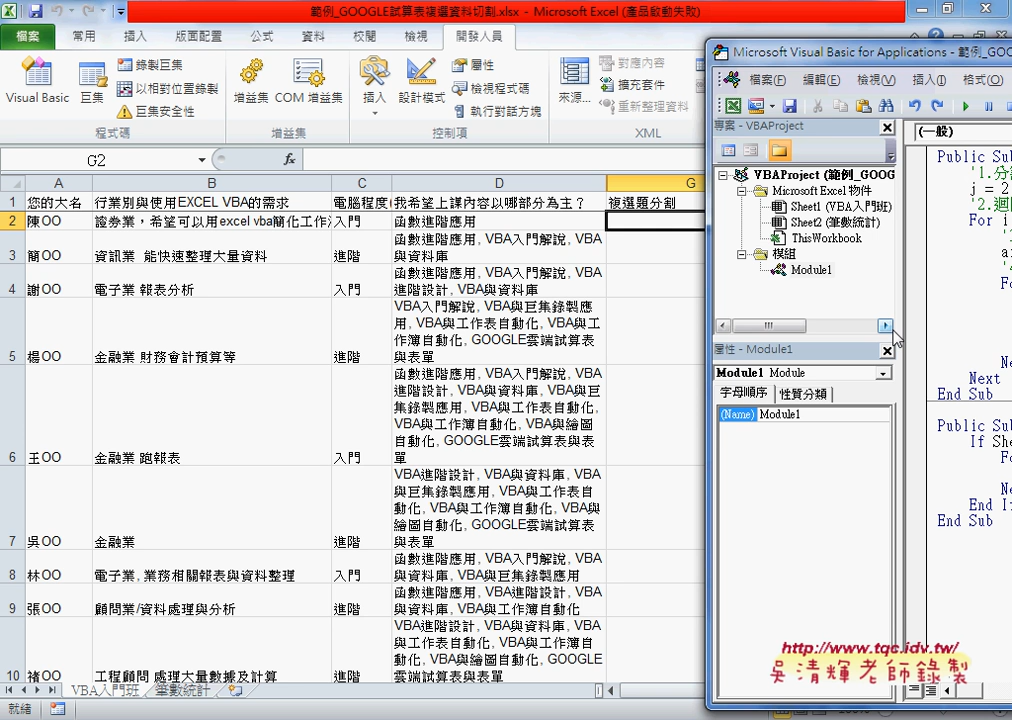 範例_GOOGLE試算表複選資料切割.xlsx - Microsoft Excel (產品啟動失敗)
檔案 常用 插入 版面配置 公式 資料 校閱 檢視 開發人員
Visual Basic 巨集 錄製巨集 以相對位置錄製 巨集安全性 程式碼
增益集 COM 增益集 增益集
插入 設計模式 屬性 檢視程式碼 執行對話方塊 控制項
來源... 對應內容 擴充套件 重新整理資料 XML
G2 fx
A B C D G
1 您的大名 行業別與使用EXCEL VBA的需求 電腦程度( 我希望上課內容以哪部分為主? 複選題分割
2 陳OO 證券業，希望可以用excel vba簡化工作 入門 函數進階應用
3 簡OO 資訊業 能快速整理大量資料 進階 函數進階應用, VBA入門解說, VBA
與資料庫
4 謝OO 電子業 報表分析 入門 函數進階應用, VBA入門解說, VBA
進階設計, VBA與資料庫
5 楊OO 金融業 財務會計預算等 進階 VBA入門解說, VBA與巨集錄製應
用, VBA與工作表自動化, VBA與工
作簿自動化, GOOGLE雲端試算表
與表單
6 王OO 金融業 跑報表 入門 函數進階應用, VBA入門解說, VBA
進階設計, VBA與資料庫, VBA與巨
集錄製應用, VBA與工作表自動化,
VBA與工作簿自動化, VBA與繪圖
自動化, GOOGLE雲端試算表與表
單
7 吳OO 金融業 進階 VBA進階設計, VBA與資料庫, VBA
與巨集錄製應用, VBA與工作表自
動化, VBA與工作簿自動化, VBA與
繪圖自動化, GOOGLE雲端試算表
與表單
8 林OO 電子業, 業務相關報表與資料整理 入門 函數進階應用, VBA入門解說, VBA
與資料庫, VBA與巨集錄製應用
9 張OO 顧問業/資料處理與分析 進階 函數進階應用, VBA進階設計, VBA
與資料庫, VBA與工作簿自動化
10 褚OO 工程顧問 處理大量數據及計算 進階 VBA進階設計, VBA與資料庫, VBA
與工作表自動化, VBA與工作簿自
動化, VBA與繪圖自動化, GOOGLE
雲端試算表與表單
VBA入門班 筆數統計
就緒
Microsoft Visual Basic for Applications - 範例_GOO
檔案(F) 編輯(E) 檢視(V) 插入(I) 格式(O)
專案 - VBAProject
VBAProject (範例_GOOG
Microsoft Excel 物件
Sheet1 (VBA入門班)
Sheet2 (筆數統計)
ThisWorkbook
模組
Module1
屬性 - Module1
Module1 Module
字母順序 性質分類
(Name) Module1
(一般)
Public Sub
'1.分
j = 2
'2.迴
For i
Next
End Sub
Public Sub
If She
End If
End Sub
http://www.tqc.idv.tw/
吳清輝老師錄製